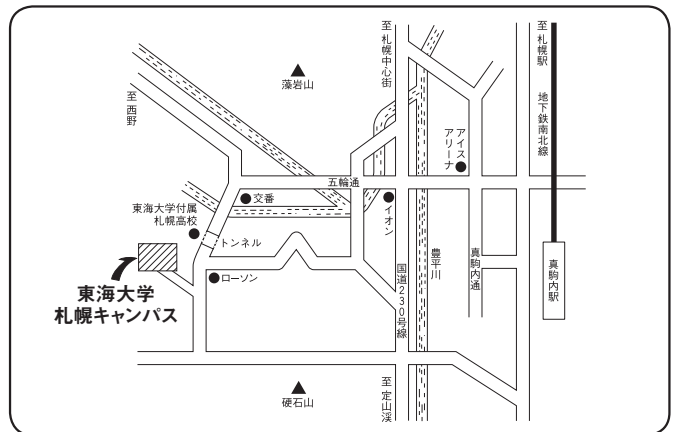 至札幌中心街
至札幌駅
地下鉄南北線
藻岩山
至西野
アイス
アリーナ
五輪通
交番
東海大学付属
札幌高校
イオン
トンネル
東海大学
札幌キャンパス
ローソン
国道230号線
豊平川
真駒内通
真駒内駅
硬石山
至定山渓